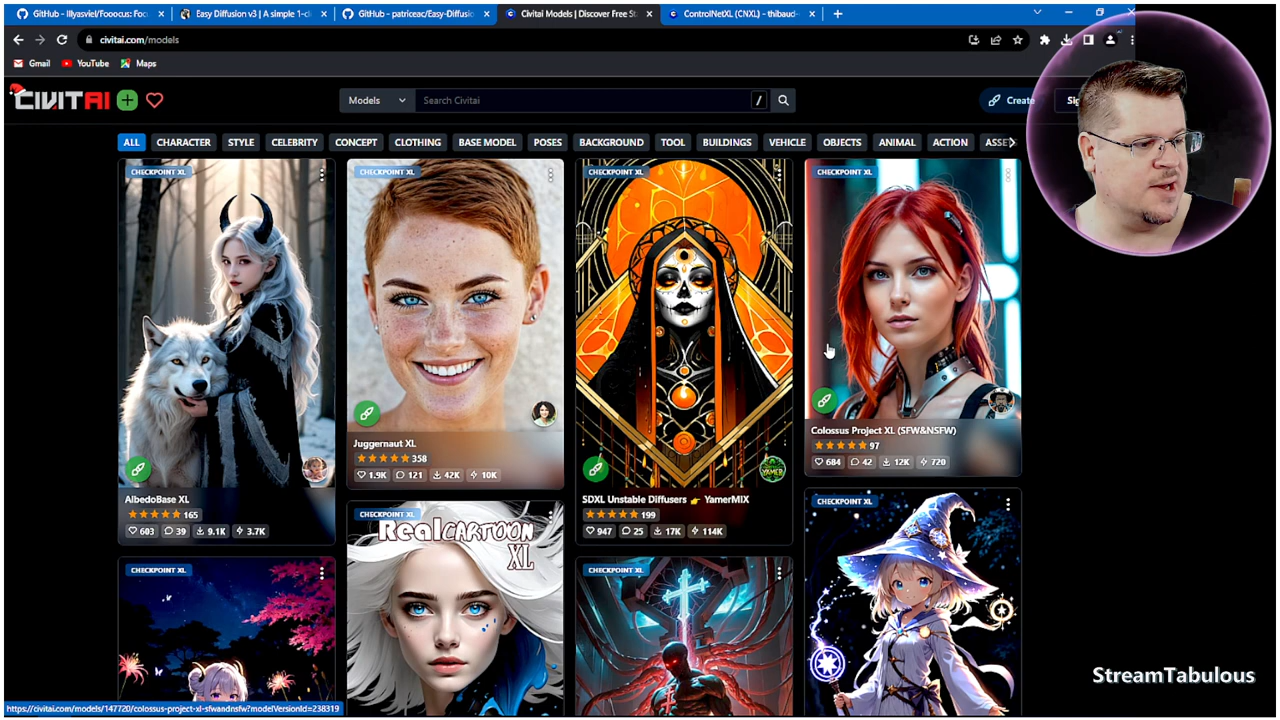 GitHub - lllyasviel/Fooocus: Foc
Easy Diffusion v3 | A simple 1-cl
GitHub - patriceac/Easy-Diffusio
Civitai Models | Discover Free St
ControlNetXL (CNXL) - thibaud-
civitai.com/models
Gmail
YouTube
Maps
CIVITAI
Models
Search Civitai
/
Create
ALL
CHARACTER
STYLE
CELEBRITY
CONCEPT
CLOTHING
BASE MODEL
POSES
BACKGROUND
TOOL
BUILDINGS
VEHICLE
OBJECTS
ANIMAL
ACTION
ASSE
CHECKPOINT XL
AlbedoBase XL
165
603 39 9.1K 3.7K
CHECKPOINT XL
Juggernaut XL
358
1.9K 121 42K 10K
CHECKPOINT XL
YAMER
SDXL Unstable Diffusers 👉 YamerMIX
199
947 25 17K 114K
CHECKPOINT XL
Colossus Project XL (SFW&NSFW)
97
684 42 12K 720
CHECKPOINT XL
CHECKPOINT XL
RealCARTOON
XL
CHECKPOINT XL
CHECKPOINT XL
StreamTabulous
https://civitai.com/models/147720/colossus-project-xl-sfwandnsfw?modelVersionId=238319